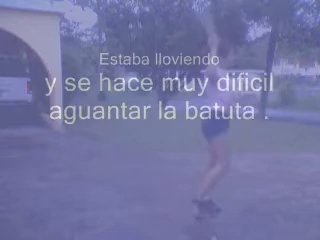 Estaba lloviendo
y se hace muy dificil
aguantar la batuta .